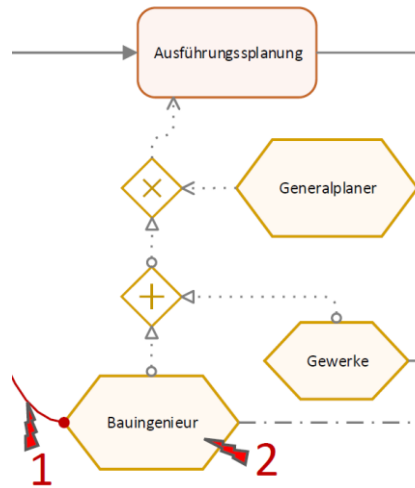 Ausführungssplanung
Generalplaner
Gewerke
Bauingenieur
1
2